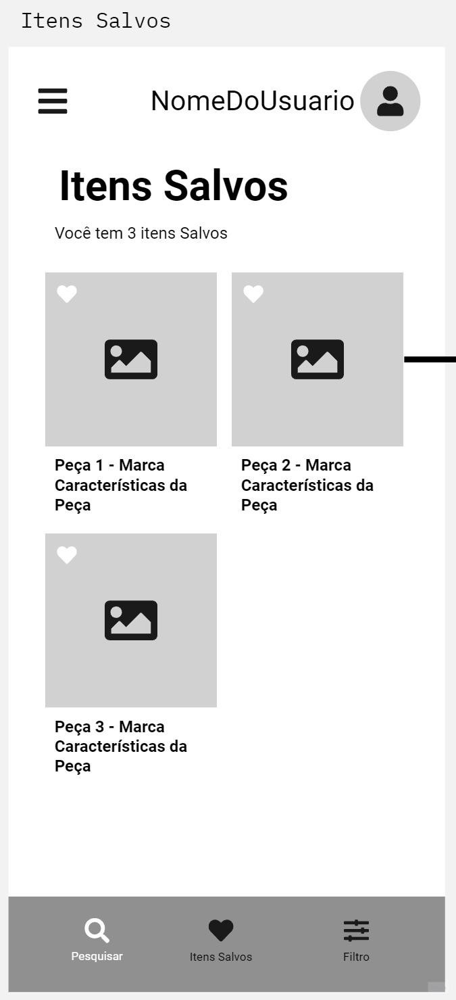 Itens Salvos
NomeDoUsuario
Itens Salvos
Você tem 3 itens Salvos
Peça 1 - Marca
Características da
Peça
Peça 2 - Marca
Características da
Peça
Peça 3 - Marca
Características da
Peça
Pesquisar
Itens Salvos
Filtro